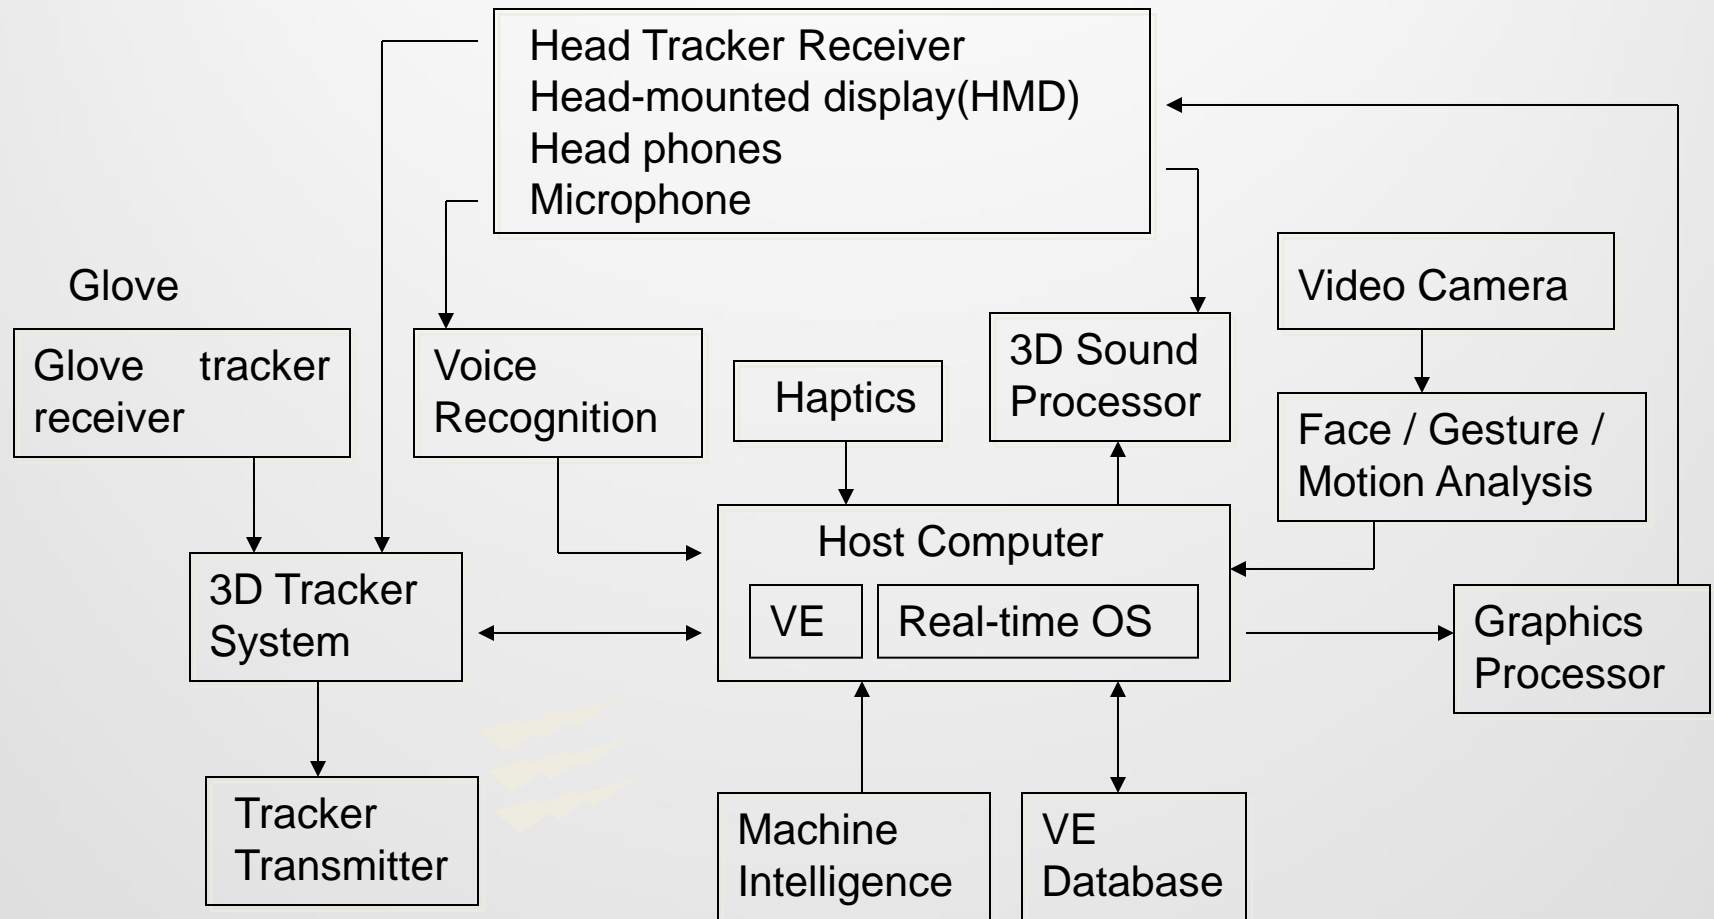 Head Tracker Receiver
Head-mounted display(HMD)
Head phones
Microphone
Glove
Glove tracker
receiver
Voice
Recognition
Haptics
3D Sound
Processor
Video Camera
Face / Gesture /
Motion Analysis
3D Tracker
System
Host Computer
VE
Real-time OS
Graphics
Processor
Tracker
Transmitter
Machine
Intelligence
VE
Database